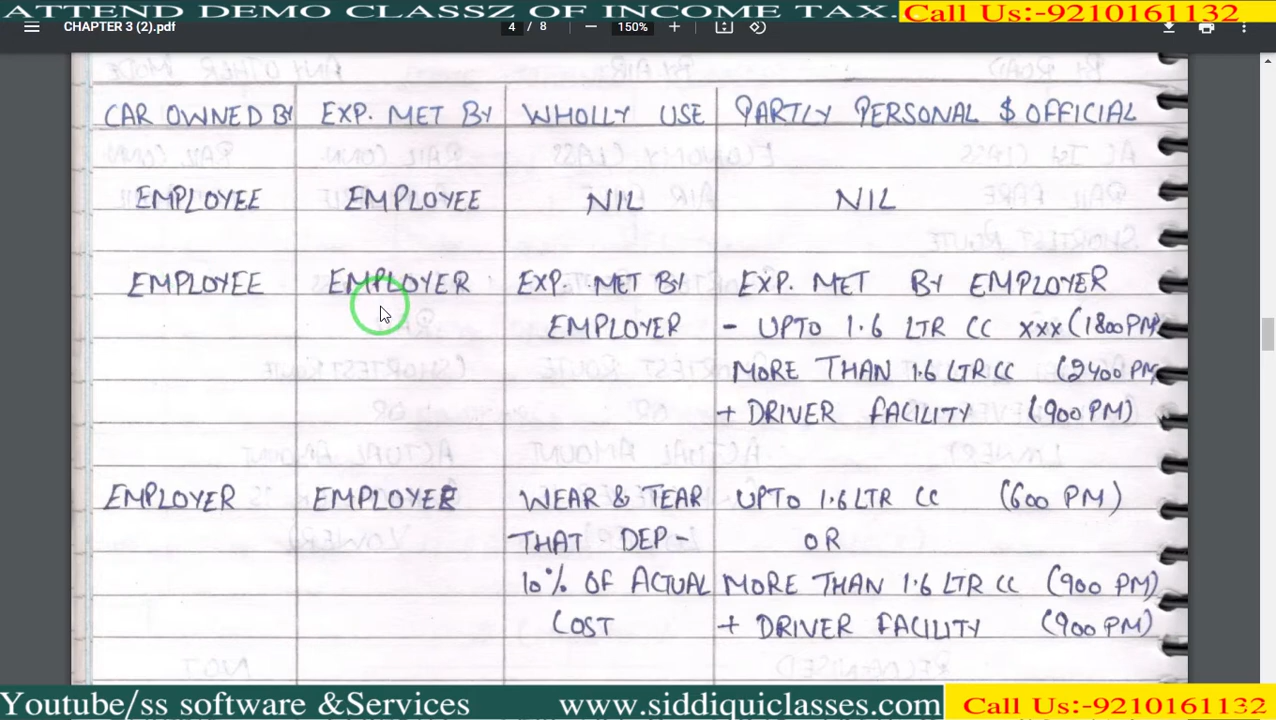 ATTEND DEMO CLASSZ OF INCOME TAX. Call Us:-9210161132
CHAPTER 3 (2).pdf 4 / 8 150%
CAR OWNED BY EXP. MET BY WHOLLY USE PARTLY PERSONAL $ OFFICIAL
EMPLOYEE EMPLOYEE NIL NIL
EMPLOYEE EMPLOYER EXP. MET BY EXP. MET BY EMPLOYER
EMPLOYER - UPTO 1.6 LTR CC xxx (1800 PM)
MORE THAN 1.6 LTR CC (2400 PM
+ DRIVER FACILITY (900 PM)
EMPLOYER EMPLOYEE WEAR & TEAR UPTO 1.6 LTR CC (600 PM)
THAT DEP- OR
10% OF ACTUAL MORE THAN 1.6 LTR CC (900 PM)
COST + DRIVER FACILITY (900 PM)
Youtube/ss software &Services www.siddiquiclasses.com Call Us:-9210161132